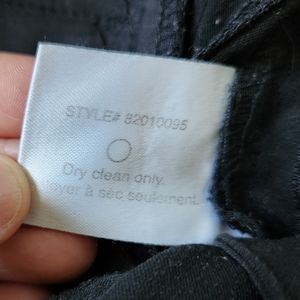 STYLE# 82010095
Dry clean only.
à sec seulement.